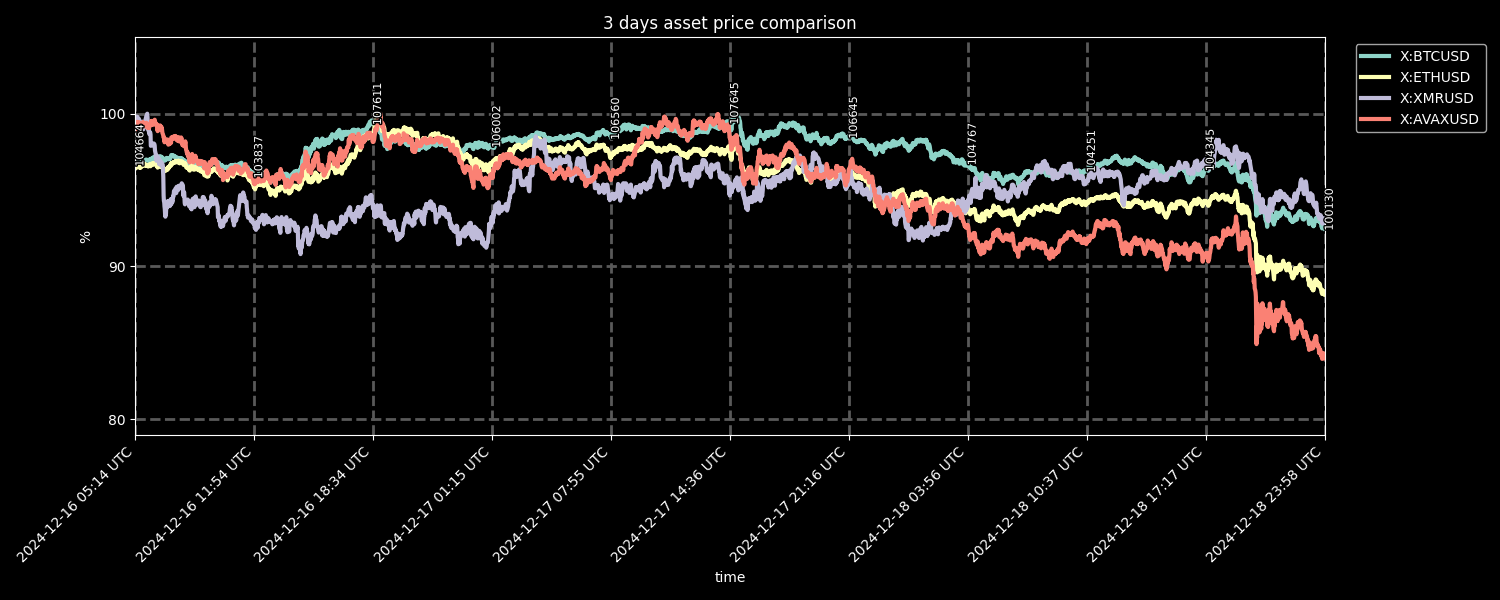 3 days asset price comparison
X:BTCUSD
X:ETHUSD
X:XMRUSD
X:AVAXUSD
100
90
80
%
104664
103837
107611
106002
106560
107645
106645
104767
104251
104345
100130
2024-12-16 05:14 UTC
2024-12-16 11:54 UTC
2024-12-16 18:34 UTC
2024-12-17 01:15 UTC
2024-12-17 07:55 UTC
2024-12-17 14:36 UTC
2024-12-17 21:16 UTC
2024-12-18 03:56 UTC
2024-12-18 10:37 UTC
2024-12-18 17:17 UTC
2024-12-18 23:58 UTC
time